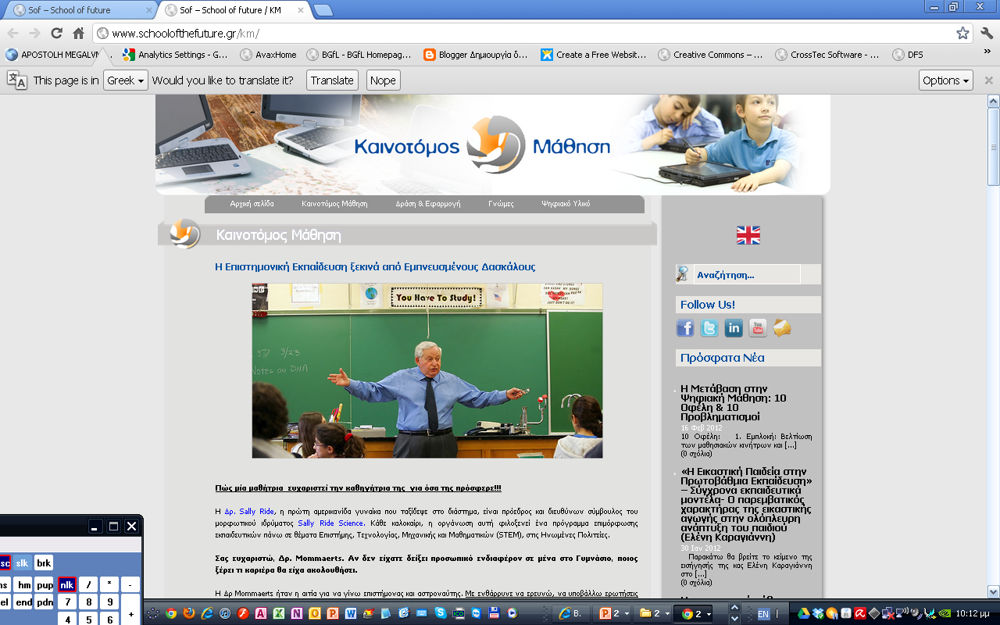 Sof – School of future
Sof – School of future / KM
www.schoolofthefuture.gr/km/
APOSTOLH MEGALVN
Analytics Settings - G...
AvaxHome
BGfL - BGfL Homepag...
Blogger Δημιουργία δ...
Create a Free Websit...
Creative Commons – ...
CrossTec Software - ...
DFS
This page is in Greek Would you like to translate it? Translate Nope Options
Καινοτόμος Μάθηση
Αρχική σελίδα Καινοτόμος Μάθηση Δράση & Εφαρμογή Γνώμες Ψηφιακό Υλικό
Καινοτόμος Μάθηση
Η Επιστημονική Εκπαίδευση ξεκινά από Εμπνευσμένους Δασκάλους
You Have To Study!
3/23
Notes on DNA
Πώς μία μαθήτρια ευχαριστεί την καθηγήτρια της για όσα της πρόσφερε!!!
Η Δρ. Sally Ride, η πρώτη αμερικανίδα γυναίκα που ταξίδεψε στο διάστημα, είναι πρόεδρος και διευθύνων σύμβουλος του
μορφωτικού ιδρύματος Sally Ride Science. Κάθε καλοκαίρι, η οργάνωση αυτή φιλοξενεί ένα πρόγραμμα επιμόρφωσης
εκπαιδευτικών πάνω σε θέματα Επιστήμης, Τεχνολογίας, Μηχανικής και Μαθηματικών (STEM), στις Ηνωμένες Πολιτείες.
Σας ευχαριστώ, Δρ. Mommaerts. Αν δεν είχατε δείξει προσωπικό ενδιαφέρον σε μένα στο Γυμνάσιο, ποιος
ξέρει τι καριέρα θα είχα ακολουθήσει.
Η Δρ Mommaerts ήταν η αιτία για να γίνω επιστήμονας και αστροναύτης. Με ενθάρρυνε να ερευνώ, να υποβάλλω ερωτήσεις
Αναζήτηση...
Follow Us!
Πρόσφατα Νέα
Η Μετάβαση στην
Ψηφιακή Μάθηση: 10
Οφέλη & 10
Προβληματισμοί
16 Φεβ 2012
10 Οφέλη: 1. Εμπλοκή: Βελτίωση
των μαθησιακών κινήτρων και [...]
(0 σχόλια)
«Η Εικαστική Παιδεία στην
Πρωτοβάθμια Εκπαίδευση»
– Σύγχρονα εκπαιδευτικά
μοντέλα- Ο παρεμβατικός
χαρακτήρας της εικαστικής
αγωγής στην ολόπλευρη
ανάπτυξη του παιδιού
(Ελένη Καραγιάννη)
30 Ιαν 2012
Παρακάτω θα βρείτε το κείμενο της
εισήγησής της κας Ελένη Καραγιάννη
στο [...]
(0 σχόλια)
sc slk brk
hm pup nlk / * -
end pdn 7 8 9 +
4 5 6
B. 2 2 2 EN 10:12 μμ